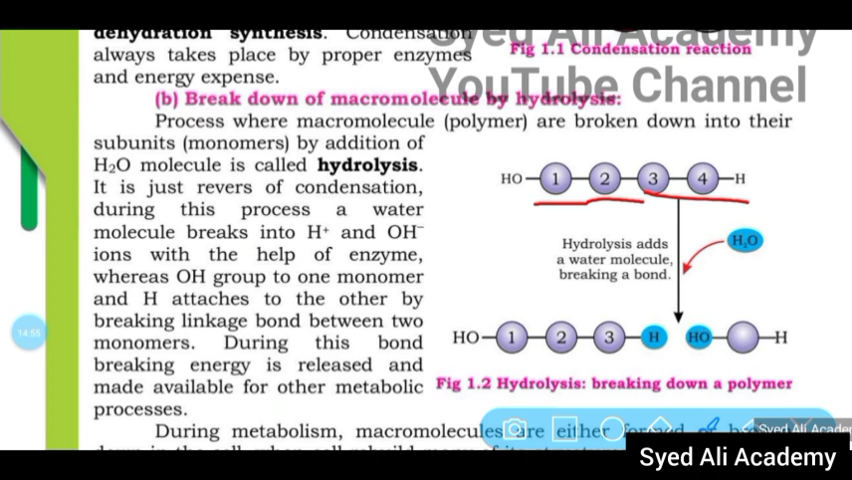 dehydration synthesis. Condensation
always takes place by proper enzymes
and energy expense.
Syed Ali Academy
YouTube Channel
Fig 1.1 Condensation reaction
(b) Break down of macromolecule by hydrolysis:
Process where macromolecule (polymer) are broken down into their
subunits (monomers) by addition of
H₂O molecule is called hydrolysis.
It is just revers of condensation,
during this process a water
molecule breaks into H⁺ and OH⁻
ions with the help of enzyme,
whereas OH group to one monomer
and H attaches to the other by
breaking linkage bond between two
monomers. During this bond
breaking energy is released and
made available for other metabolic
processes.
HO 1 2 3 4 H
Hydrolysis adds
a water molecule,
breaking a bond.
H₂O
HO 1 2 3 H HO H
Fig 1.2 Hydrolysis: breaking down a polymer
14:55
During metabolism, macromolecules are either
Syed Ali Acade
Syed Ali Academy